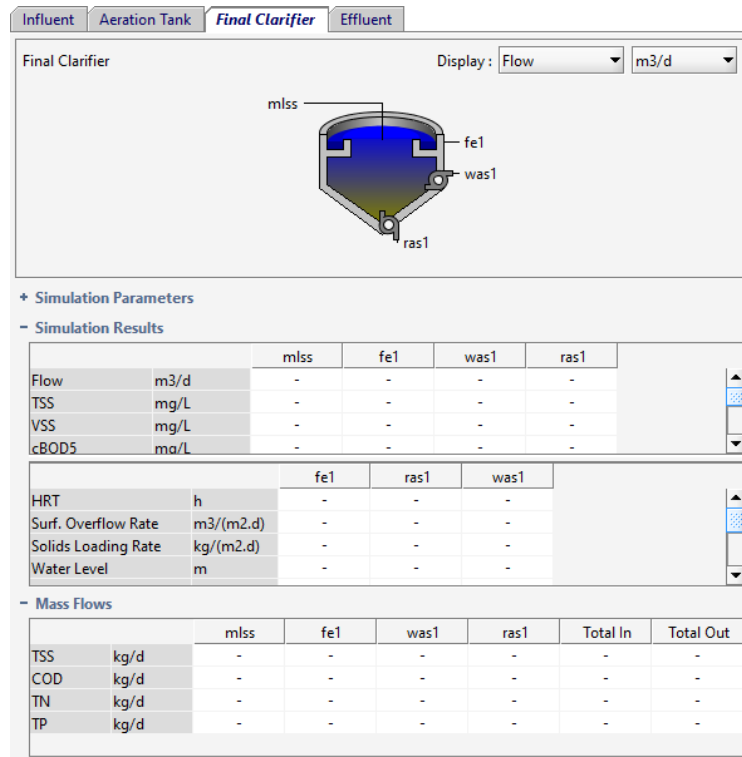 Influent Aeration Tank Final Clarifier Effluent
Final Clarifier Display : Flow m3/d
mlss
fe1
was1
ras1
+ Simulation Parameters
− Simulation Results
mlss fe1 was1 ras1
Flow m3/d - - - -
TSS mg/L - - - -
VSS mg/L - - - -
cBOD5 mg/L - - - -
fe1 ras1 was1
HRT h - - -
Surf. Overflow Rate m3/(m2.d) - - -
Solids Loading Rate kg/(m2.d) - - -
Water Level m - - -
− Mass Flows
mlss fe1 was1 ras1 Total In Total Out
TSS kg/d - - - - - -
COD kg/d - - - - - -
TN kg/d - - - - - -
TP kg/d - - - - - -